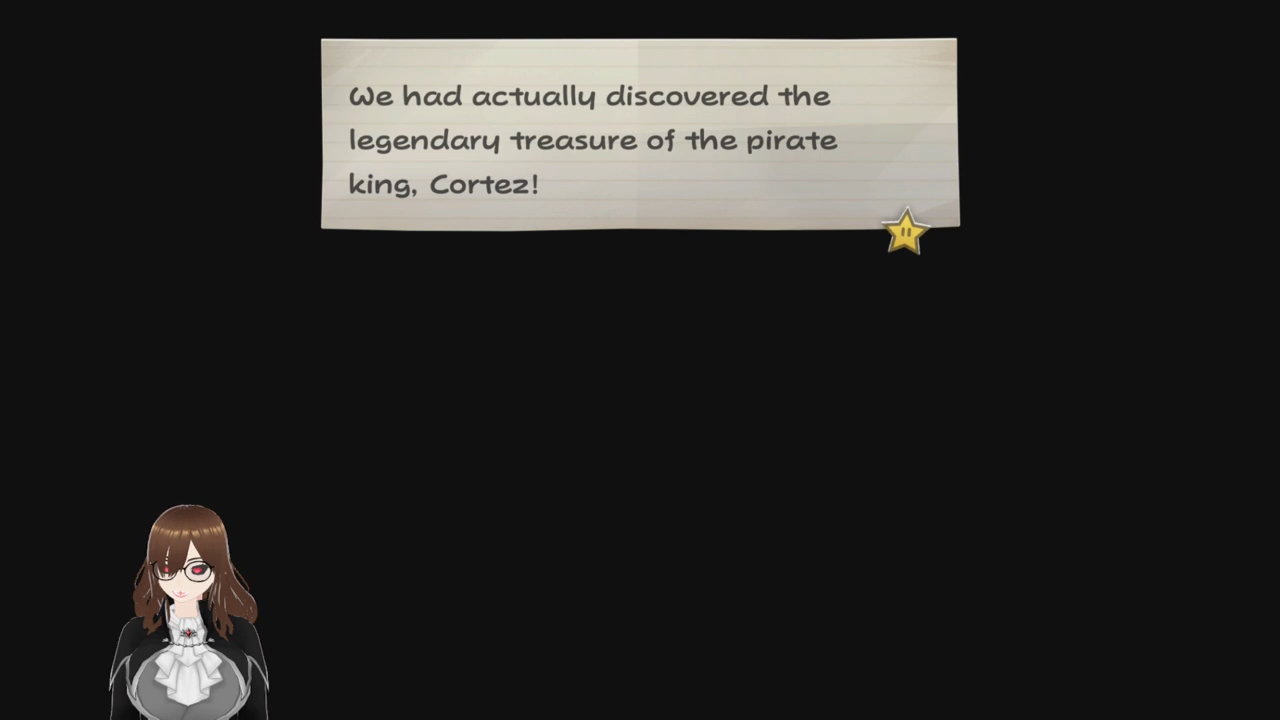 We had actually discovered the
legendary treasure of the pirate
king, Cortez!